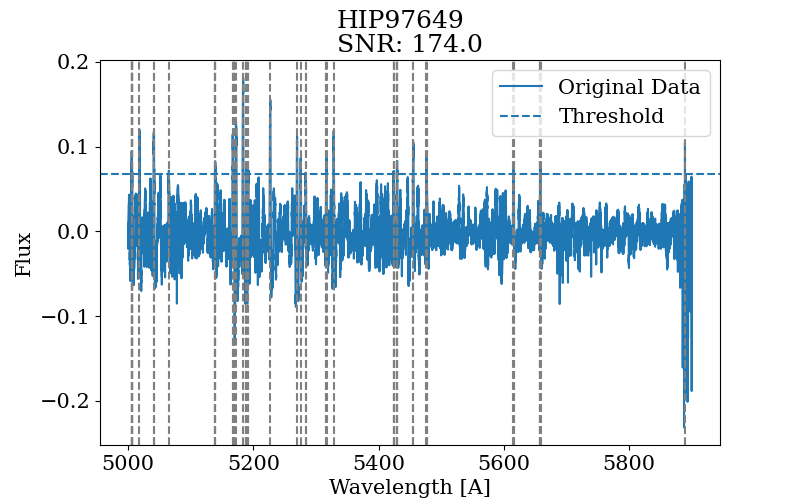 HIP97649
SNR: 174.0
Original Data
Threshold
0.2
0.1
0.0
−0.1
−0.2
Flux
5000 5200 5400 5600 5800
Wavelength [A]